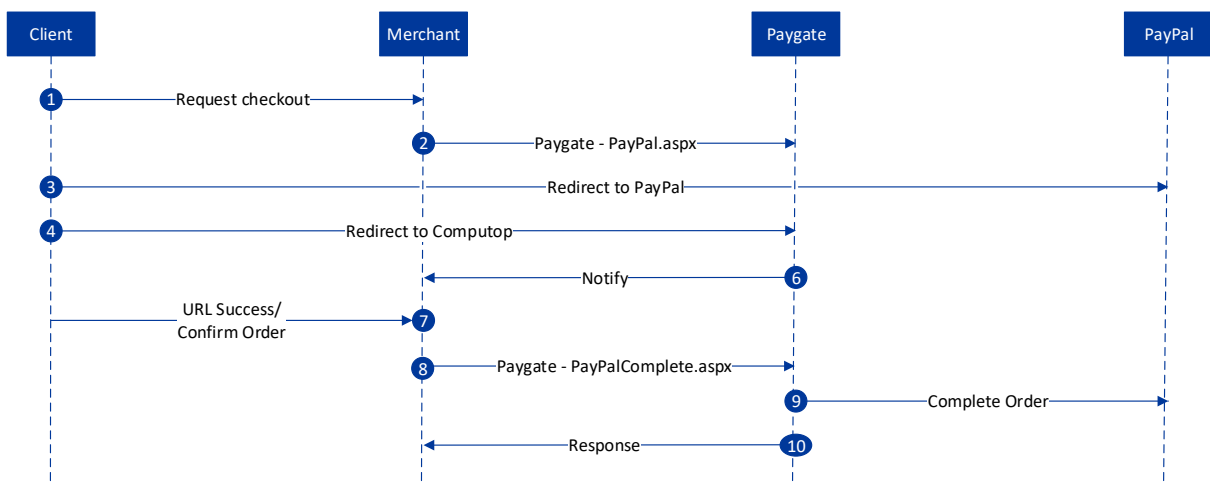 Client
Merchant
Paygate
PayPal
1
Request checkout
2
Paygate - PayPal.aspx
3
Redirect to PayPal
4
Redirect to Computop
Notify
6
URL Success/
Confirm Order
7
8
Paygate - PayPalComplete.aspx
9
Complete Order
Response
10